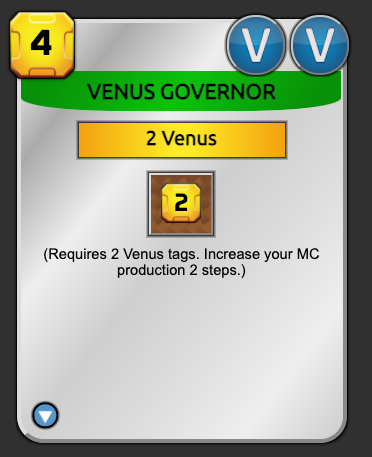 4
V V
VENUS GOVERNOR
2 Venus
2
(Requires 2 Venus tags. Increase your MC
production 2 steps.)